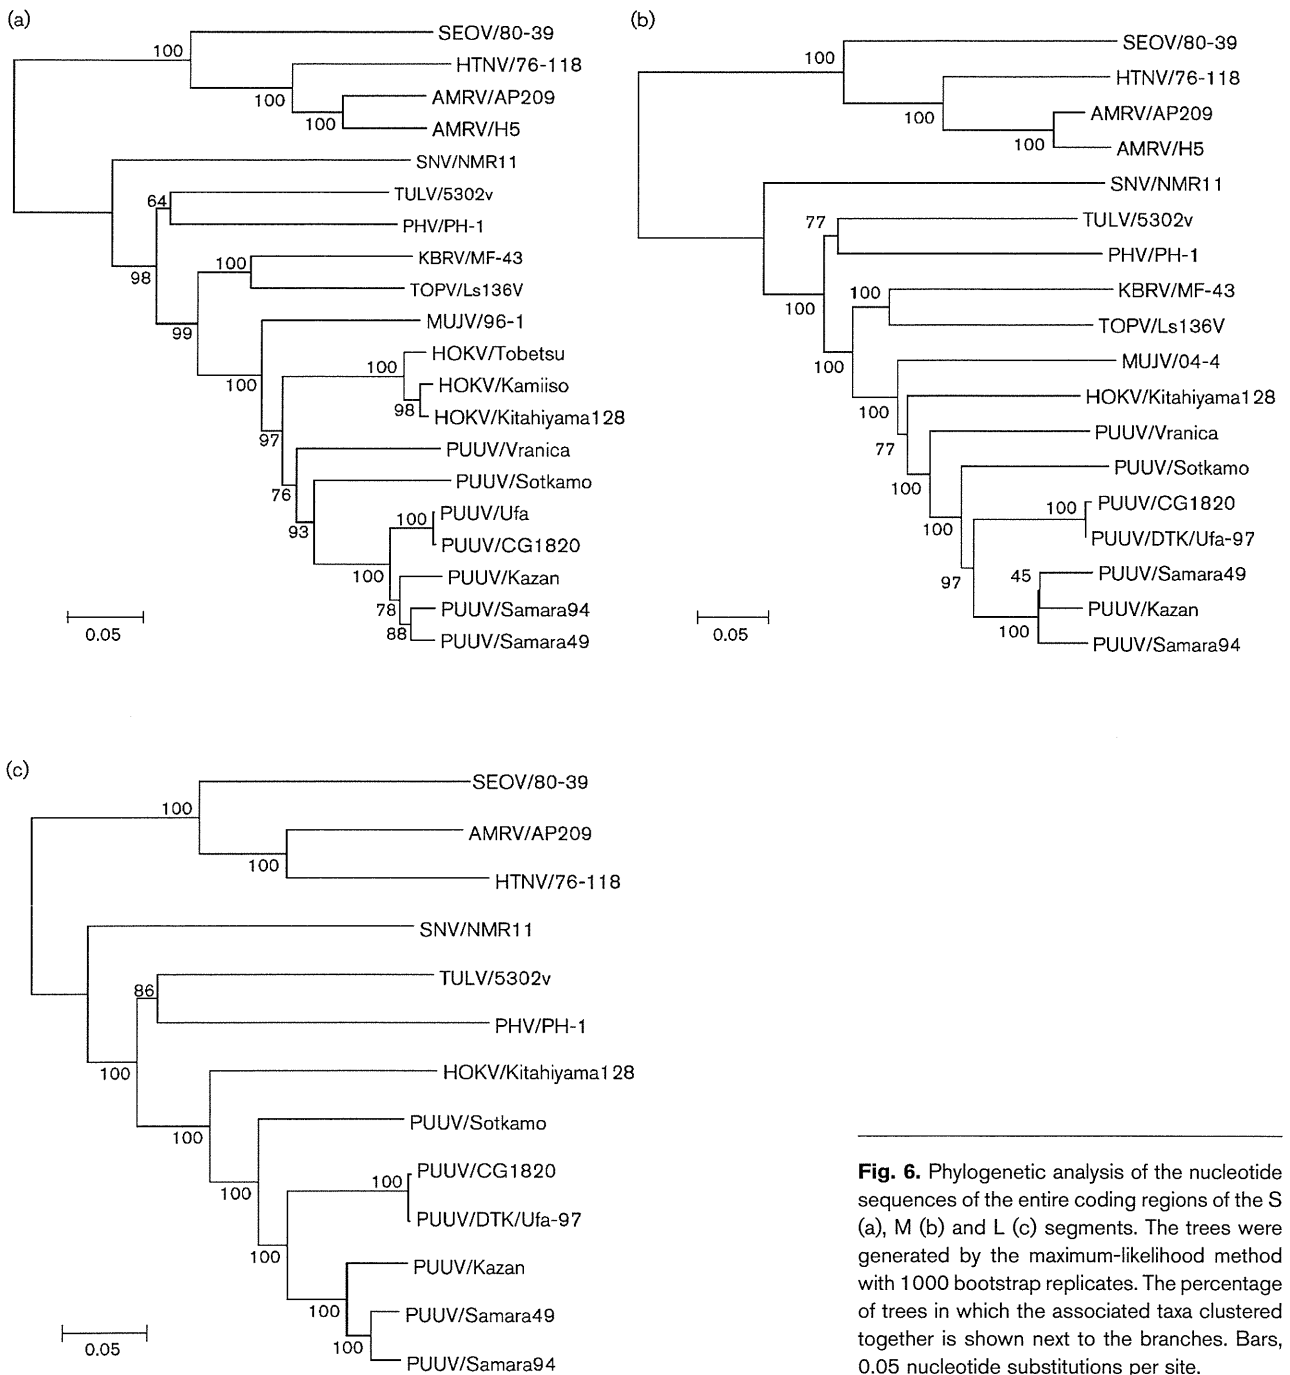 (a)
100
SEOV/80-39
HTNV/76-118
100
AMRV/AP209
100
AMRV/H5
SNV/NMR11
64
TULV/5302v
PHV/PH-1
98
100
KBRV/MF-43
TOPV/Ls136V
99
MUJV/96-1
100
HOKV/Tobetsu
100
HOKV/Kamiiso
98
HOKV/Kitahiyama128
97
PUUV/Vranica
76
PUUV/Sotkamo
93
100
PUUV/Ufa
PUUV/CG1820
100
PUUV/Kazan
78
PUUV/Samara94
88
PUUV/Samara49
0.05
(b)
100
SEOV/80-39
HTNV/76-118
100
AMRV/AP209
100
AMRV/H5
SNV/NMR11
77
TULV/5302v
PHV/PH-1
100
100
KBRV/MF-43
TOPV/Ls136V
100
MUJV/04-4
100
HOKV/Kitahiyama128
77
PUUV/Vranica
100
PUUV/Sotkamo
100
100
PUUV/CG1820
PUUV/DTK/Ufa-97
97
45
PUUV/Samara49
PUUV/Kazan
100
PUUV/Samara94
0.05
(c)
100
SEOV/80-39
AMRV/AP209
100
HTNV/76-118
SNV/NMR11
86
TULV/5302v
PHV/PH-1
100
HOKV/Kitahiyama128
100
PUUV/Sotkamo
100
100
PUUV/CG1820
PUUV/DTK/Ufa-97
100
PUUV/Kazan
100
PUUV/Samara49
100
PUUV/Samara94
0.05
Fig. 6. Phylogenetic analysis of the nucleotide
sequences of the entire coding regions of the S
(a), M (b) and L (c) segments. The trees were
generated by the maximum-likelihood method
with 1000 bootstrap replicates. The percentage
of trees in which the associated taxa clustered
together is shown next to the branches. Bars,
0.05 nucleotide substitutions per site.